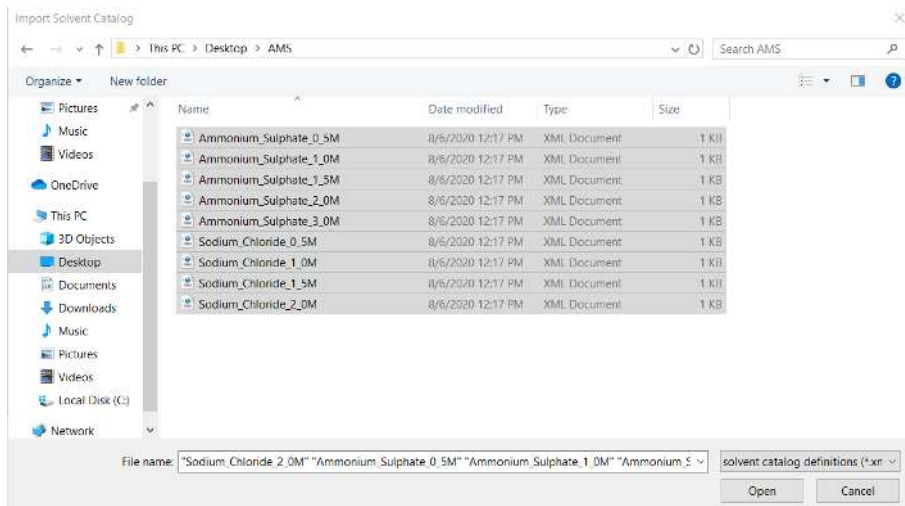 Import Solvent Catalog
This PC > Desktop > AMS
Search AMS
Organize
New folder
Name
Date modified
Type
Size
Pictures
Music
Videos
OneDrive
This PC
3D Objects
Desktop
Documents
Downloads
Music
Pictures
Videos
Local Disk (C:)
Network
Ammonium_Sulphate_0_5M 8/6/2020 12:17 PM XML Document 1 KB
Ammonium_Sulphate_1_0M 8/6/2020 12:17 PM XML Document 1 KB
Ammonium_Sulphate_1_5M 8/6/2020 12:17 PM XML Document 1 KB
Ammonium_Sulphate_2_0M 8/6/2020 12:17 PM XML Document 1 KB
Ammonium_Sulphate_3_0M 8/6/2020 12:17 PM XML Document 1 KB
Sodium_Chloride_0_5M 8/6/2020 12:17 PM XML Document 1 KB
Sodium_Chloride_1_0M 8/6/2020 12:17 PM XML Document 1 KB
Sodium_Chloride_1_5M 8/6/2020 12:17 PM XML Document 1 KB
Sodium_Chloride_2_0M 8/6/2020 12:17 PM XML Document 1 KB
File name: "Sodium_Chloride_2_0M" "Ammonium_Sulphate_0_5M" "Ammonium_Sulphate_1_0M" "Ammonium_S
solvent catalog definitions (*.xn
Open
Cancel